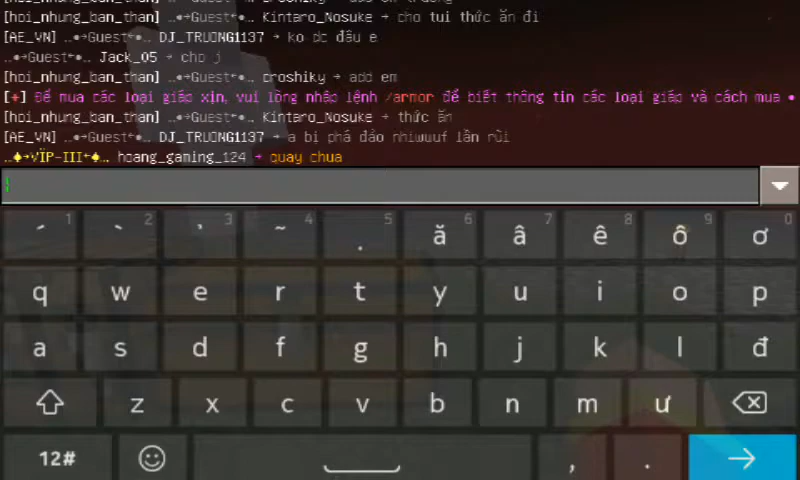 [hoi_nhung_ban_than] ..•→Guest←•.. Kintaro_Nosuke → cho tui thức ăn đi
[AE_VN] ..•→Guest←•.. DJ_TRUONG1137 → ko dc đâu e
..•→Guest←•.. Jack_05 → cho j
[hoi_nhung_ban_than] ..•→Guest←•.. croshiky → add em
[+] Để mua các loại giáp xịn, vui lòng nhập lệnh /armor để biết thông tin các loại giáp và cách mua •
[hoi_nhung_ban_than] ..•→Guest←•.. Kintaro_Nosuke → thức ăn
[AE_VN] ..•→Guest←•.. DJ_TRUONG1137 → a bị phá đảo nhiwuuf lần rùi
..♦→VIP-III←♦.. hoang_gaming_124 → quay chua
´ 1 ` 2 ̉ 3 ~ 4 . 5 ă 6 â 7 ê 8 ô 9 ơ 0
q w e r t y u i o p
a s d f g h j k l đ
z x c v b n m ư
12# , .